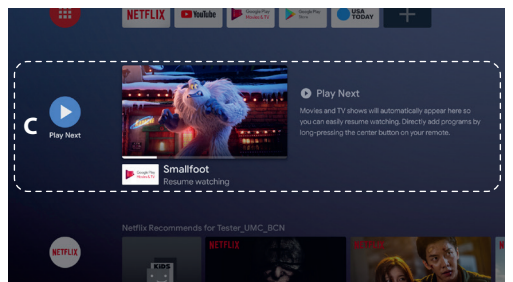 NETFLIX
YouTube
Google Play
Movies & TV
Google Play
Store
USA
TODAY
C
Play Next
Play Next
Movies and TV shows will automatically appear here so
you can easily resume watching. Directly add programs by
long-pressing the center button on your remote.
Google Play
Movies & TV
Smallfoot
Resume watching
Netflix Recommends for Tester_UMC_BCN
NETFLIX
KIDS
NETFLIX
NETFLIX
N